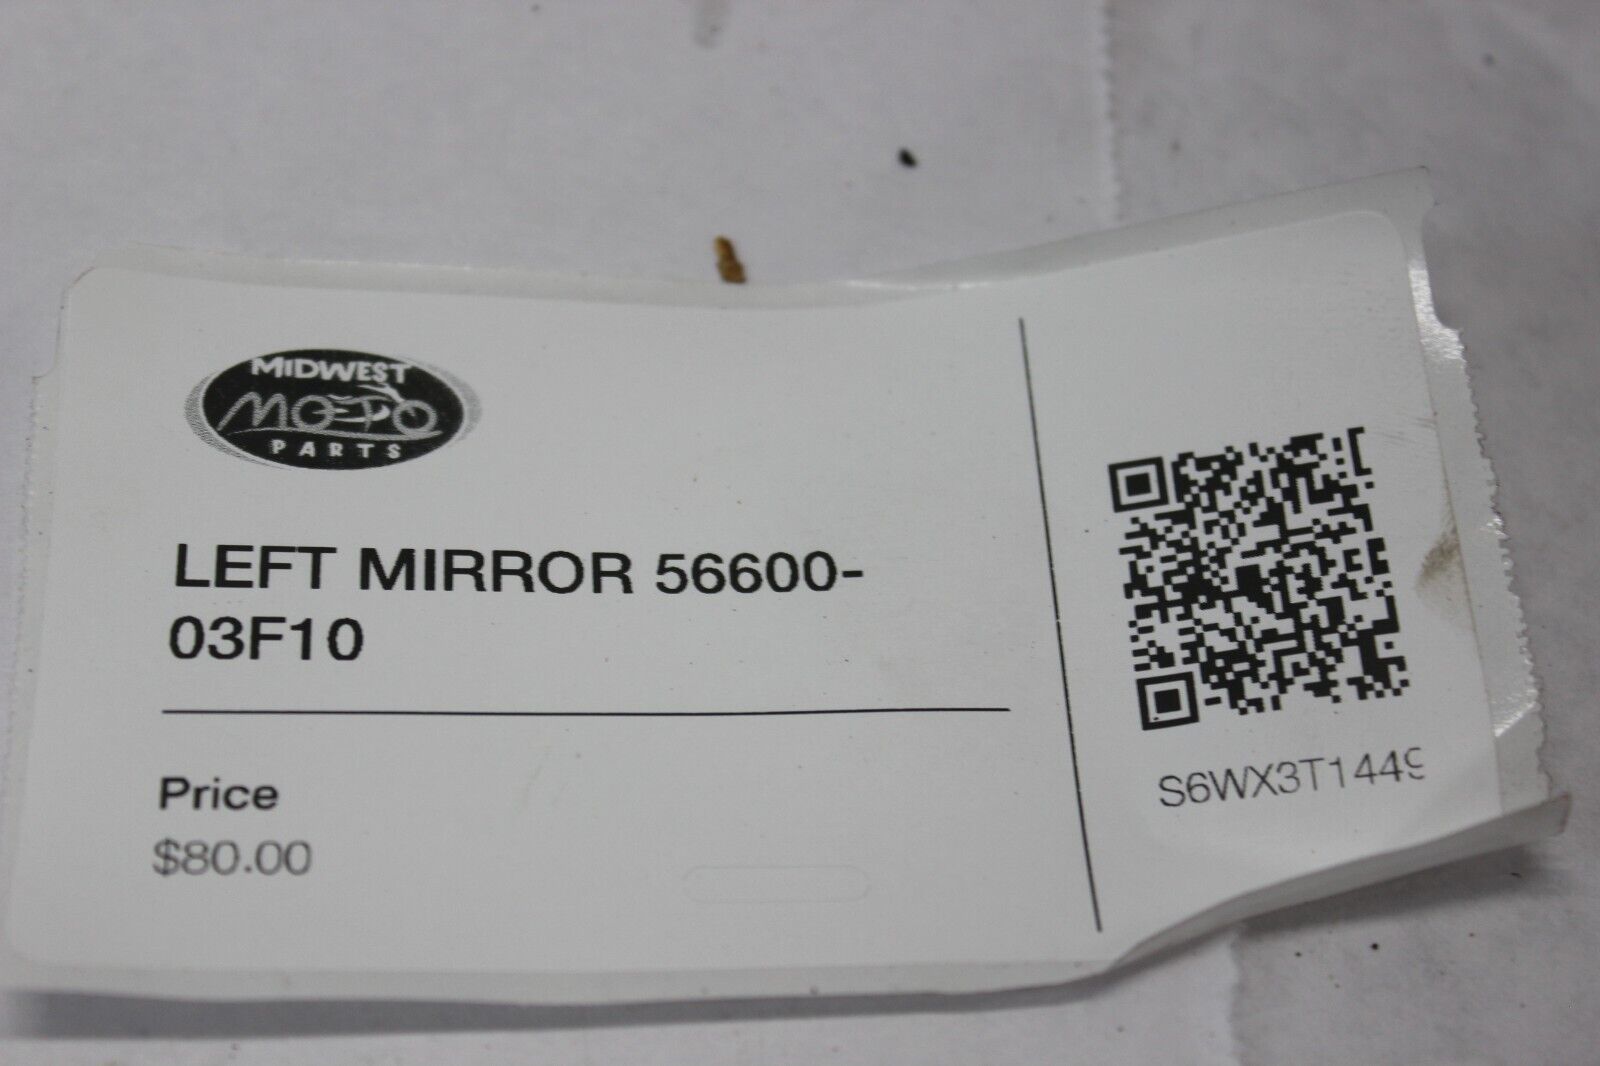 MIDWEST
MOTO
PARTS
LEFT MIRROR 56600-
03F10
Price
$80.00
S6WX3T1449